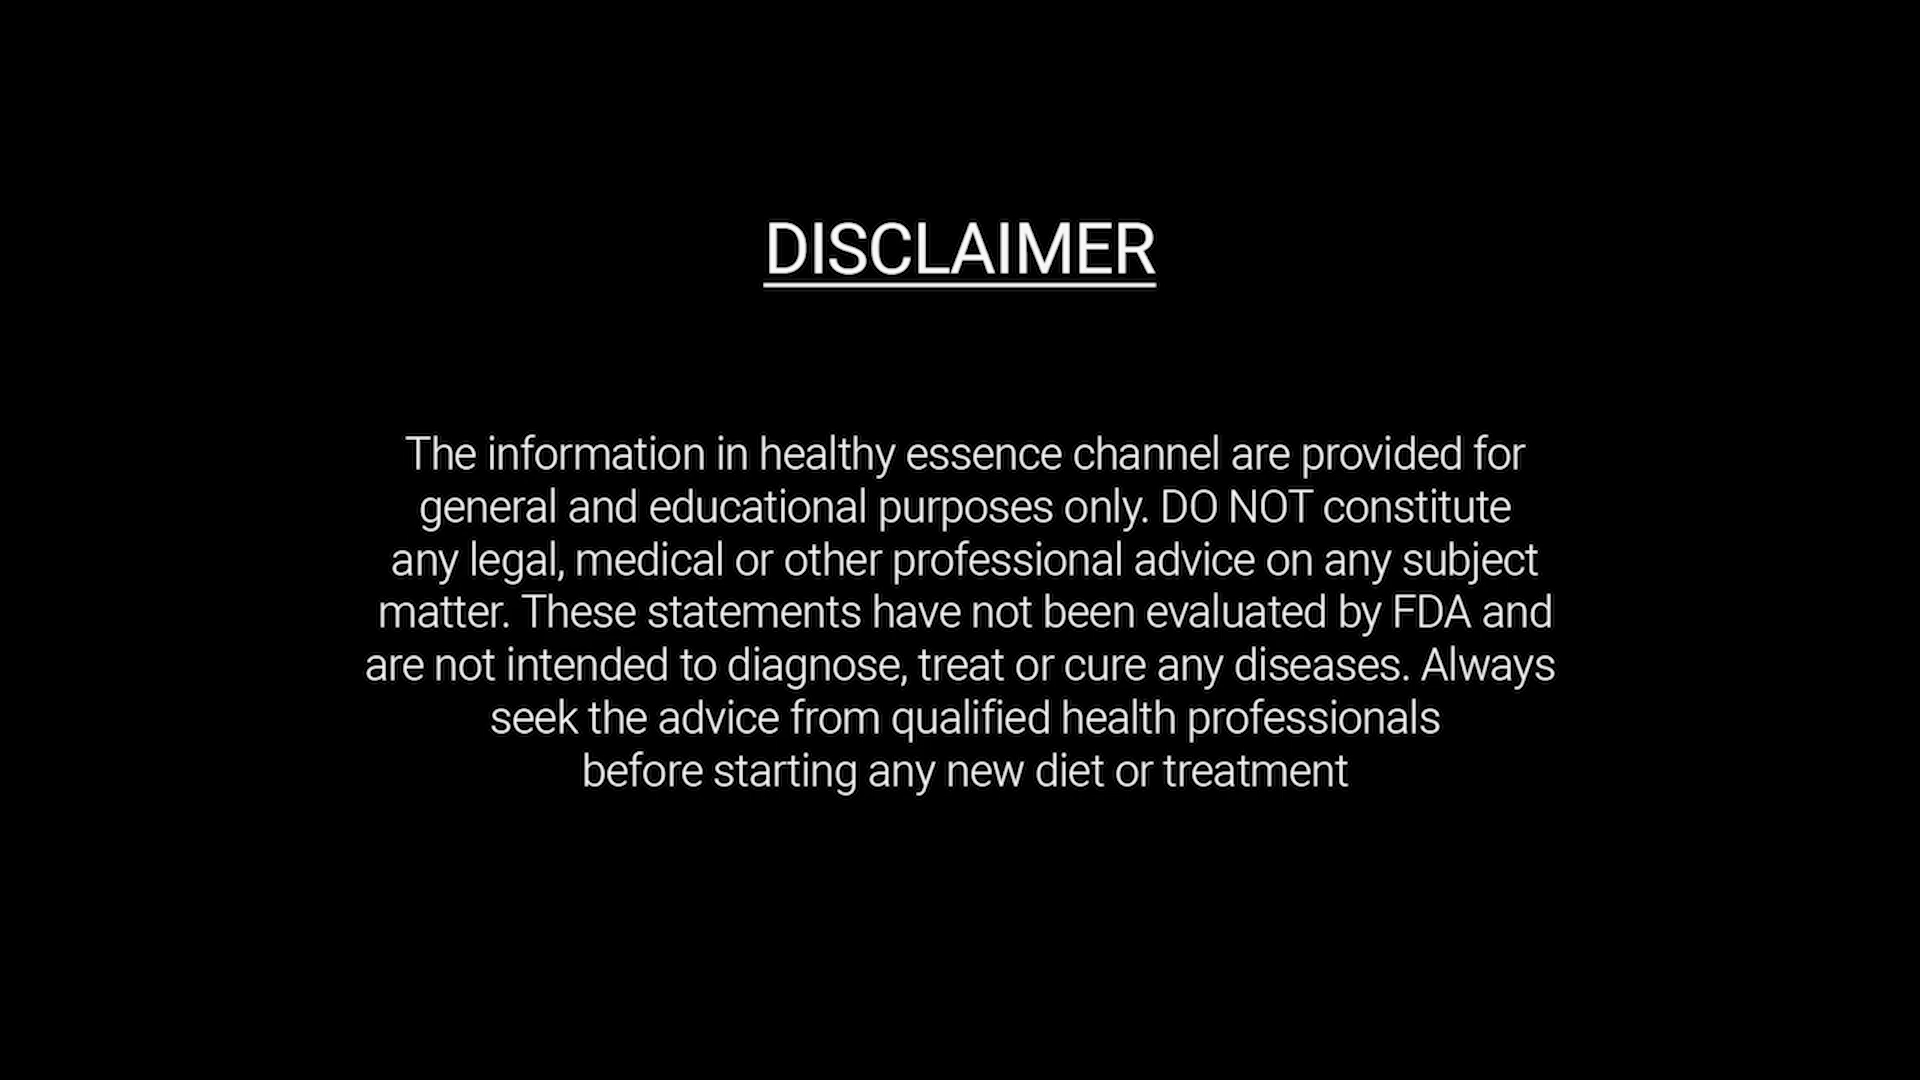 DISCLAIMER
The information in healthy essence channel are provided for
general and educational purposes only. DO NOT constitute
any legal, medical or other professional advice on any subject
matter. These statements have not been evaluated by FDA and
are not intended to diagnose, treat or cure any diseases. Always
seek the advice from qualified health professionals
before starting any new diet or treatment